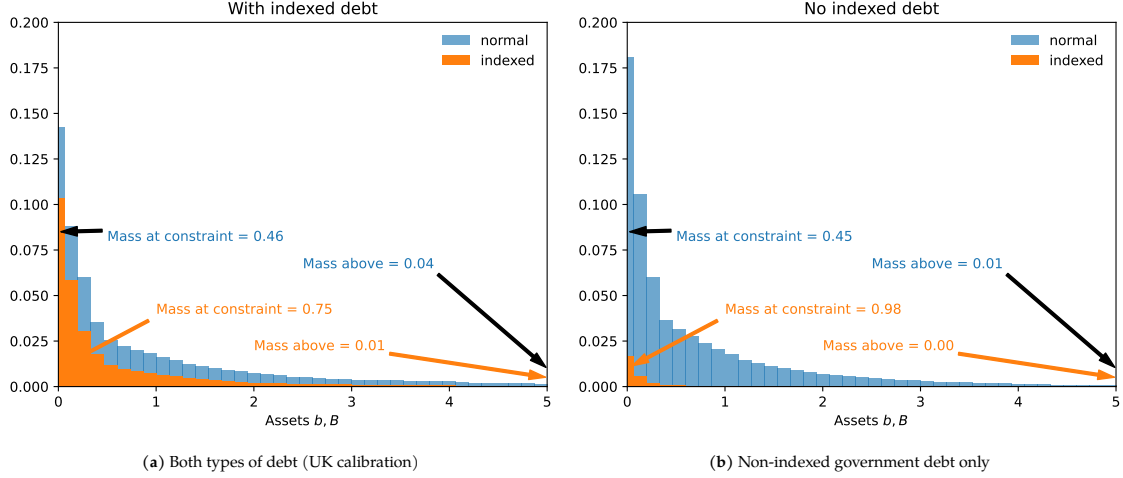 With indexed debt
0.200
0.175
0.150
0.125
0.100
0.075
0.050
0.025
0.000
normal
indexed
Mass at constraint = 0.46
Mass above = 0.04
Mass at constraint = 0.75
Mass above = 0.01
0 1 2 3 4 5
Assets b, B
(a) Both types of debt (UK calibration)
No indexed debt
0.200
0.175
0.150
0.125
0.100
0.075
0.050
0.025
0.000
normal
indexed
Mass at constraint = 0.45
Mass above = 0.01
Mass at constraint = 0.98
Mass above = 0.00
0 1 2 3 4 5
Assets b, B
(b) Non-indexed government debt only